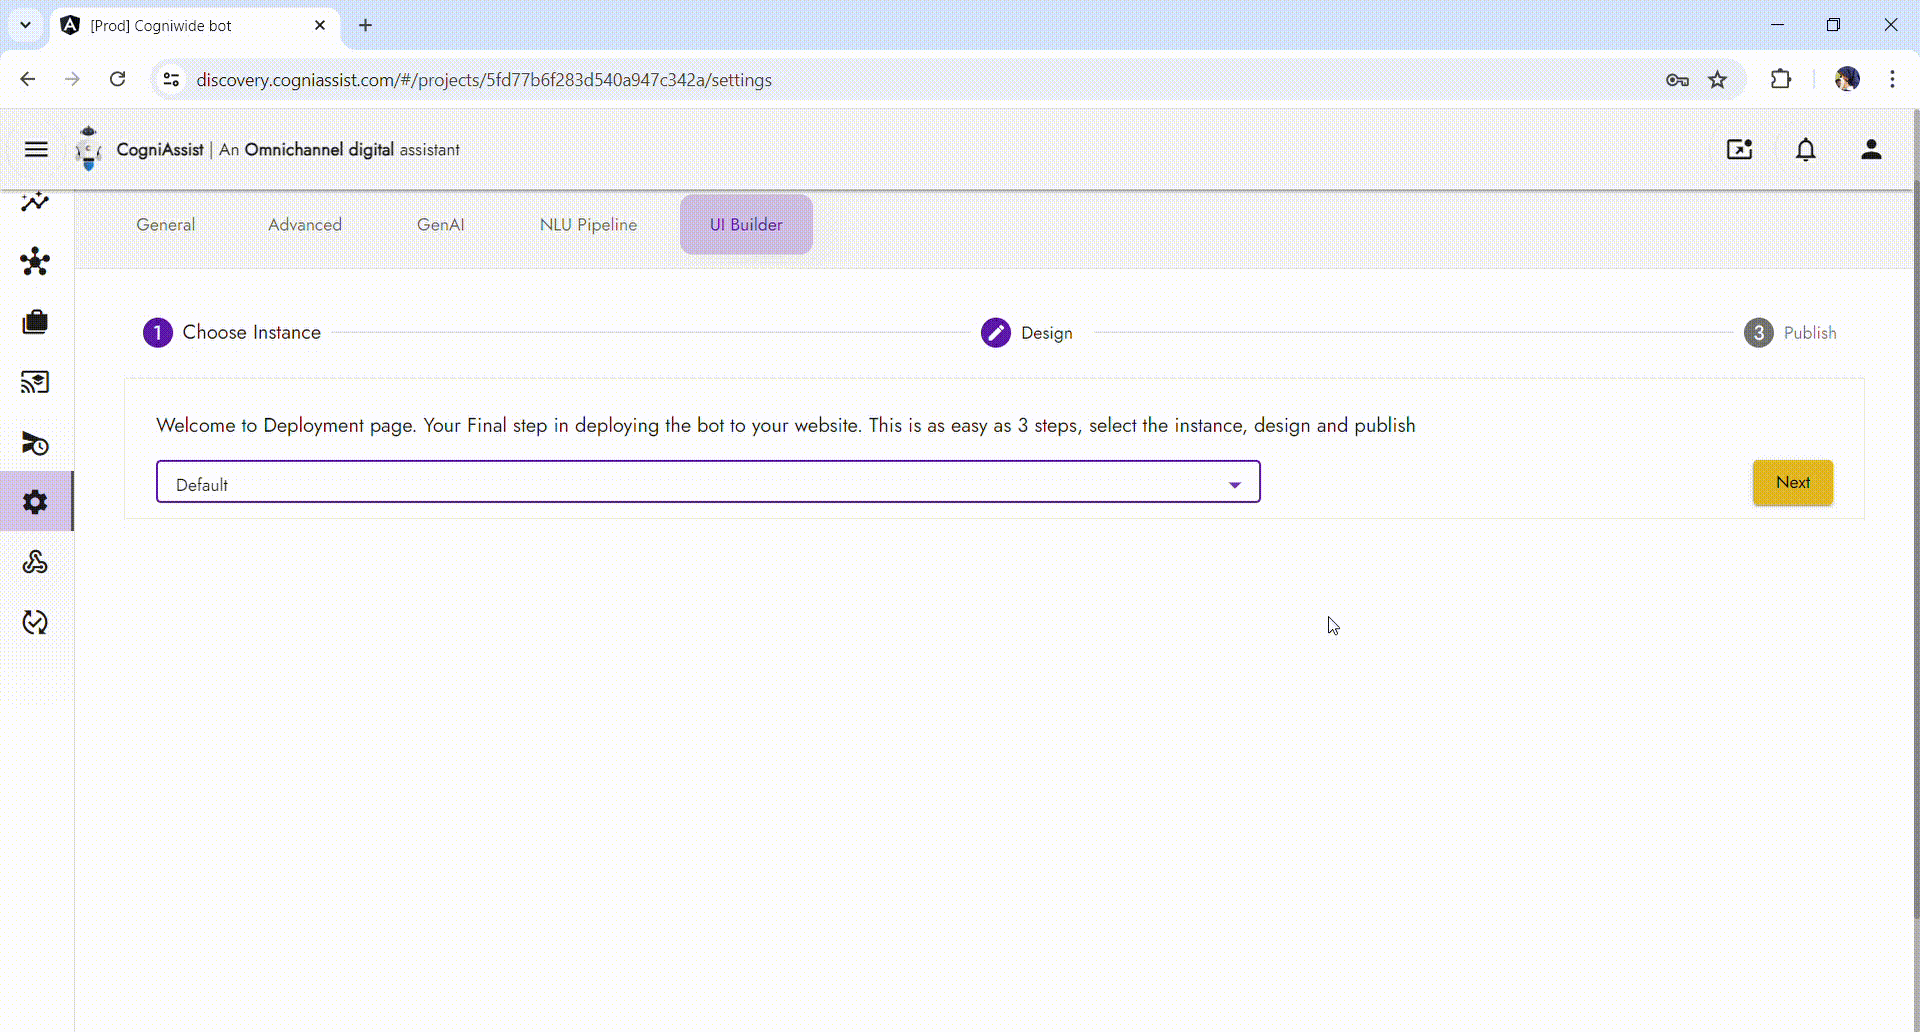 [Prod] Cogniwide bot
discovery.cogniassist.com/#/projects/5fd77b6f283d540a947c342a/settings
CogniAssist | An Omnichannel digital assistant
General Advanced GenAI NLU Pipeline UI Builder
1 Choose Instance Design 3 Publish
Welcome to Deployment page. Your Final step in deploying the bot to your website. This is as easy as 3 steps, select the instance, design and publish
Default
Next